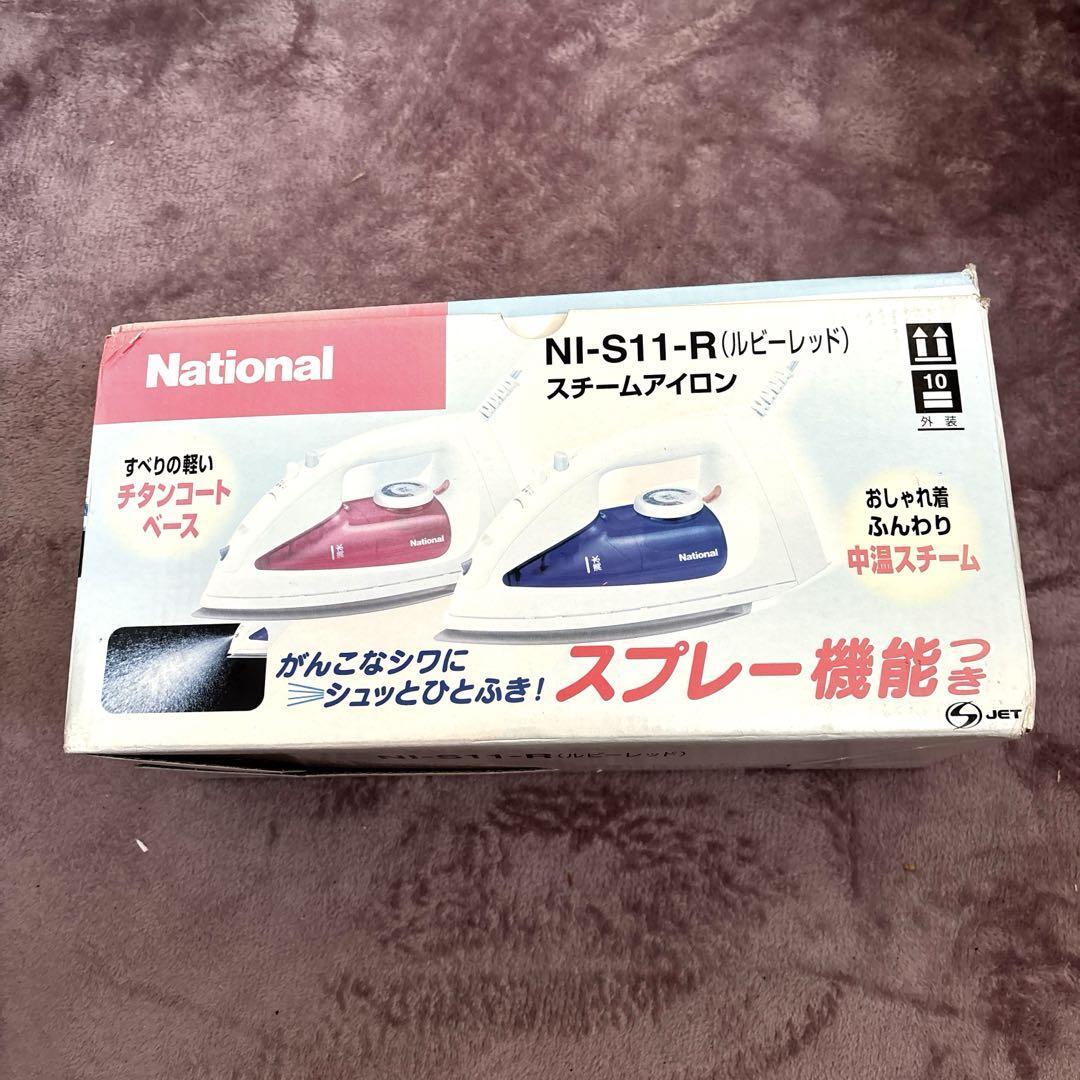 National
NI-S11-R(ルビーレッド)
スチームアイロン
10
外装
すべりの軽い
チタンコート
ベース
満水
National
満水
National
おしゃれ着
ふんわり
中温スチーム
がんこなシワに
シュッとひとふき!
スプレー機能つき
JET
NI-S11-R(ルビーレッド)